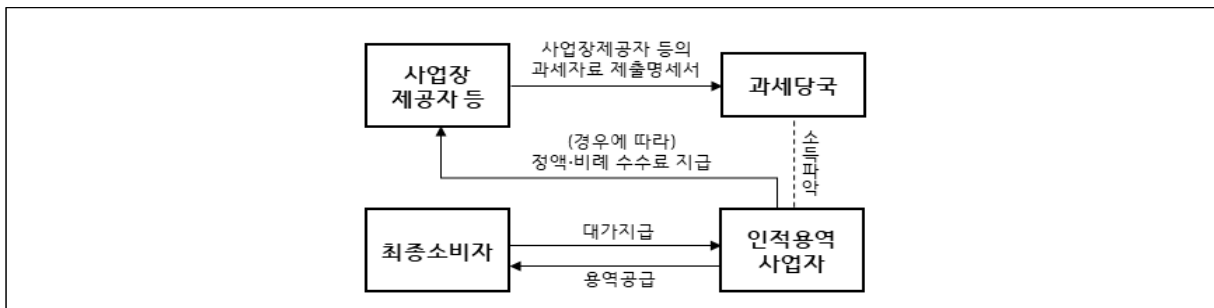 사업장
제공자 등
사업장제공자 등의
과세자료 제출명세서
과세당국
(경우에 따라)
정액·비례 수수료 지급
소득파악
최종소비자
대가지급
용역공급
인적용역
사업자